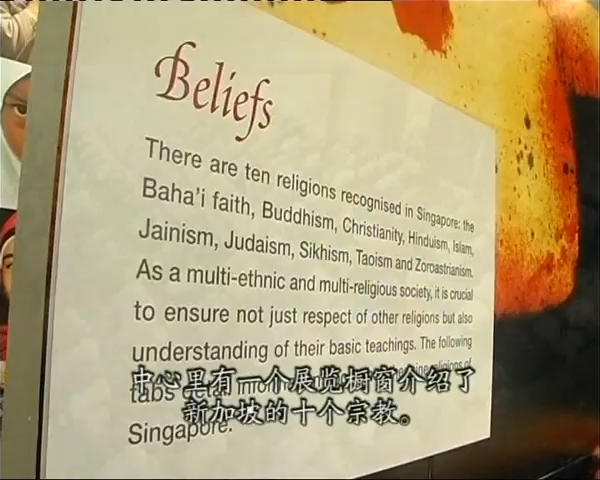 Beliefs
There are ten religions recognised in Singapore: the
Baha'i faith, Buddhism, Christianity, Hinduism, Islam,
Jainism, Judaism, Sikhism, Taoism and Zoroastrianism.
As a multi-ethnic and multi-religious society, it is crucial
to ensure not just respect of other religions but also
understanding of their basic teachings. The following
tabs religions of
Singapore.
中心里有一个展览橱窗介绍了
新加坡的十个宗教。